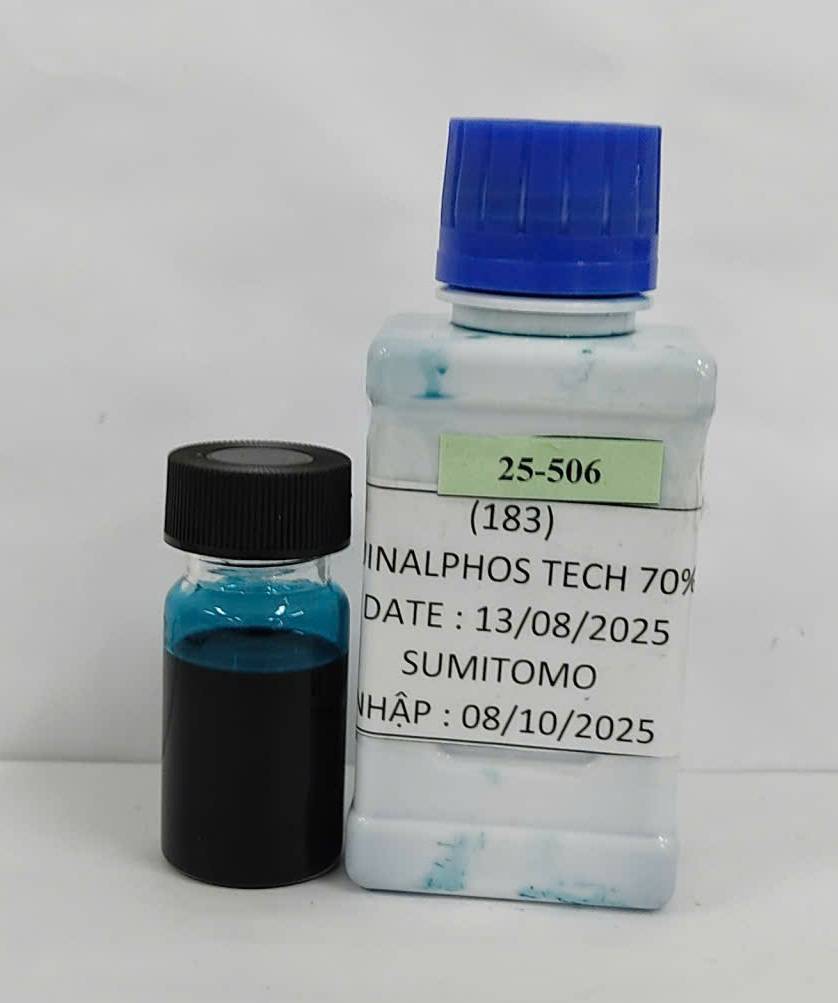 25-506
(183)
INALPHOS TECH 70%
DATE : 13/08/2025
SUMITOMO
NHẬP : 08/10/2025